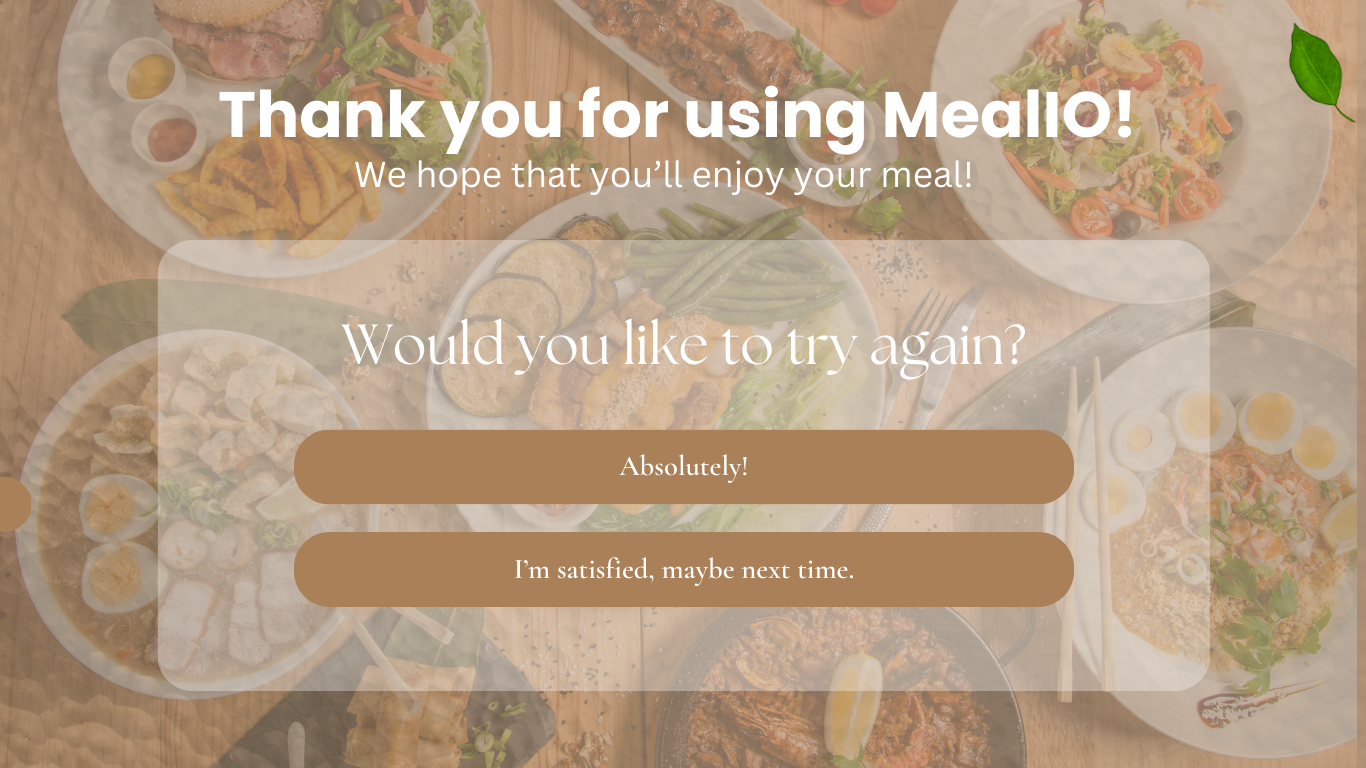 Thank you for using MealIO!
We hope that you’ll enjoy your meal!
Would you like to try again?
Absolutely!
I’m satisfied, maybe next time.